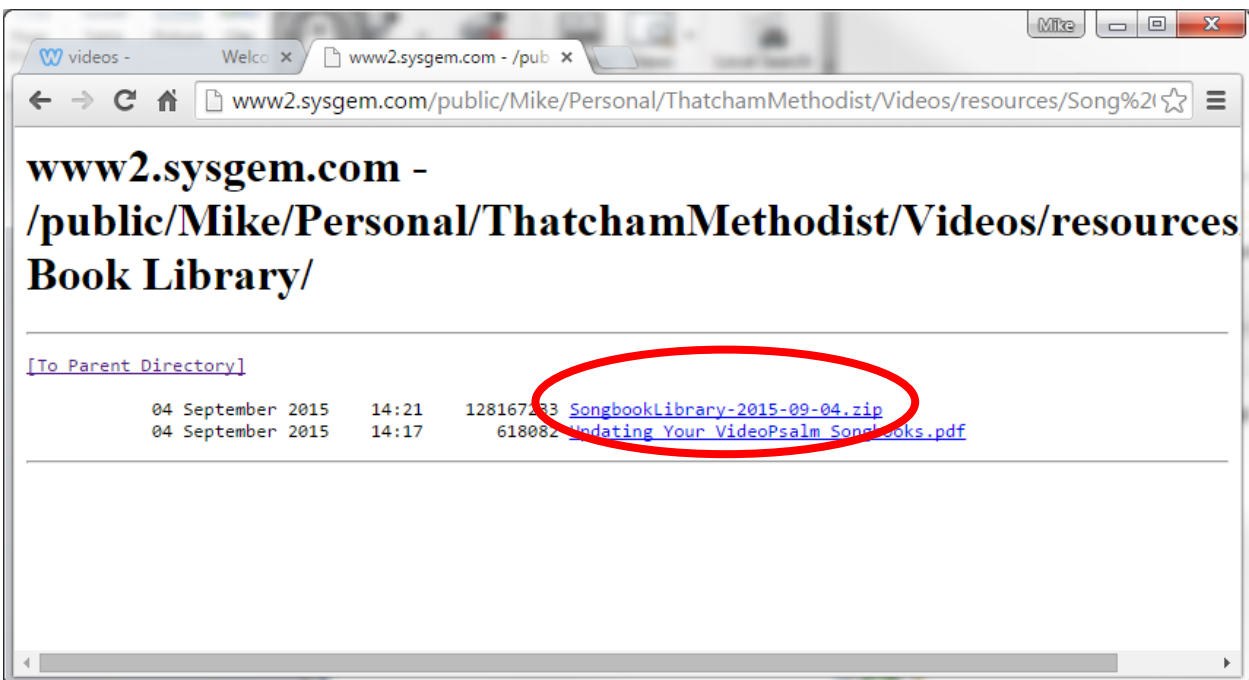 Mike
videos - Welco
www2.sysgem.com - /pub
www2.sysgem.com/public/Mike/Personal/ThatchamMethodist/Videos/resources/Song%20
www2.sysgem.com -
/public/Mike/Personal/ThatchamMethodist/Videos/resources
Book Library/
[To Parent Directory]
04 September 2015 14:21 128167233 SongbookLibrary-2015-09-04.zip
04 September 2015 14:17 618082 Updating Your VideoPsalm Songbooks.pdf